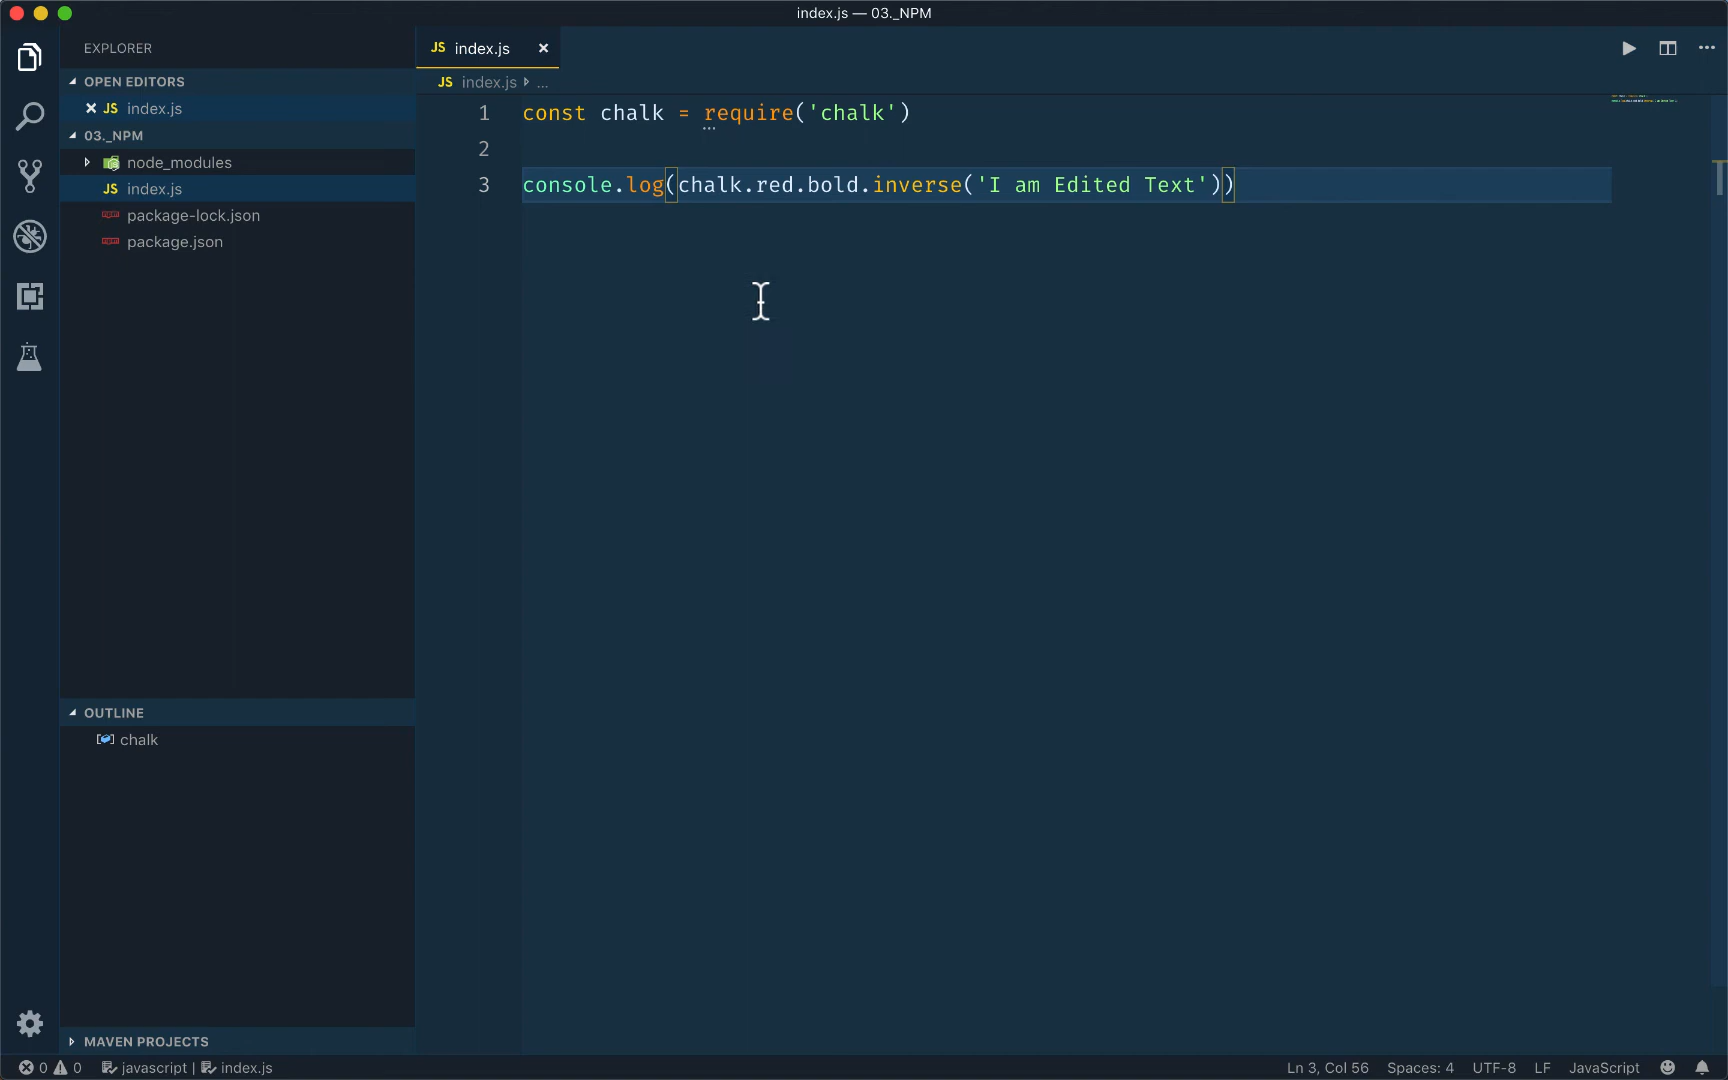 index.js — 03._NPM
EXPLORER
OPEN EDITORS
JS index.js
03._NPM
node_modules
JS index.js
package-lock.json
package.json
OUTLINE
chalk
MAVEN PROJECTS
JS index.js
JS index.js ...
1 const chalk = require('chalk')
2
3 console.log(chalk.red.bold.inverse('I am Edited Text'))
0 0 javascript | index.js
Ln 3, Col 56 Spaces: 4 UTF-8 LF JavaScript